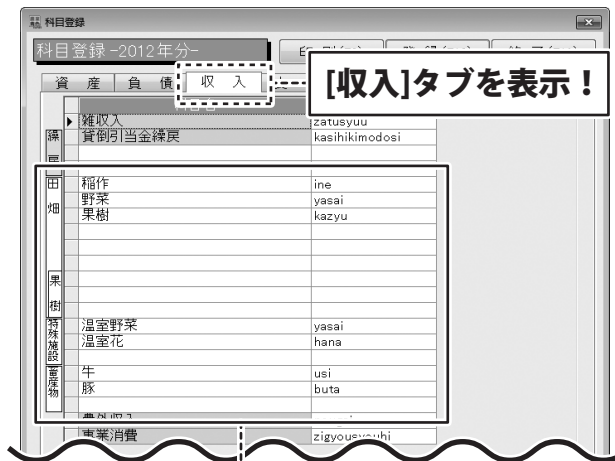 科目登録
科目登録-2012年分-
資 産 負 債 収 入
[収入]タブを表示!
雑収入 zatusyuu
繰 貸倒引当金繰戻 kasihikimodosi
田 稲作 ine
野菜 yasai
畑 果樹 kazyu
果
樹
特殊施設 温室野菜 yasai
温室花 hana
畜産物 牛 usi
豚 buta
事業消費